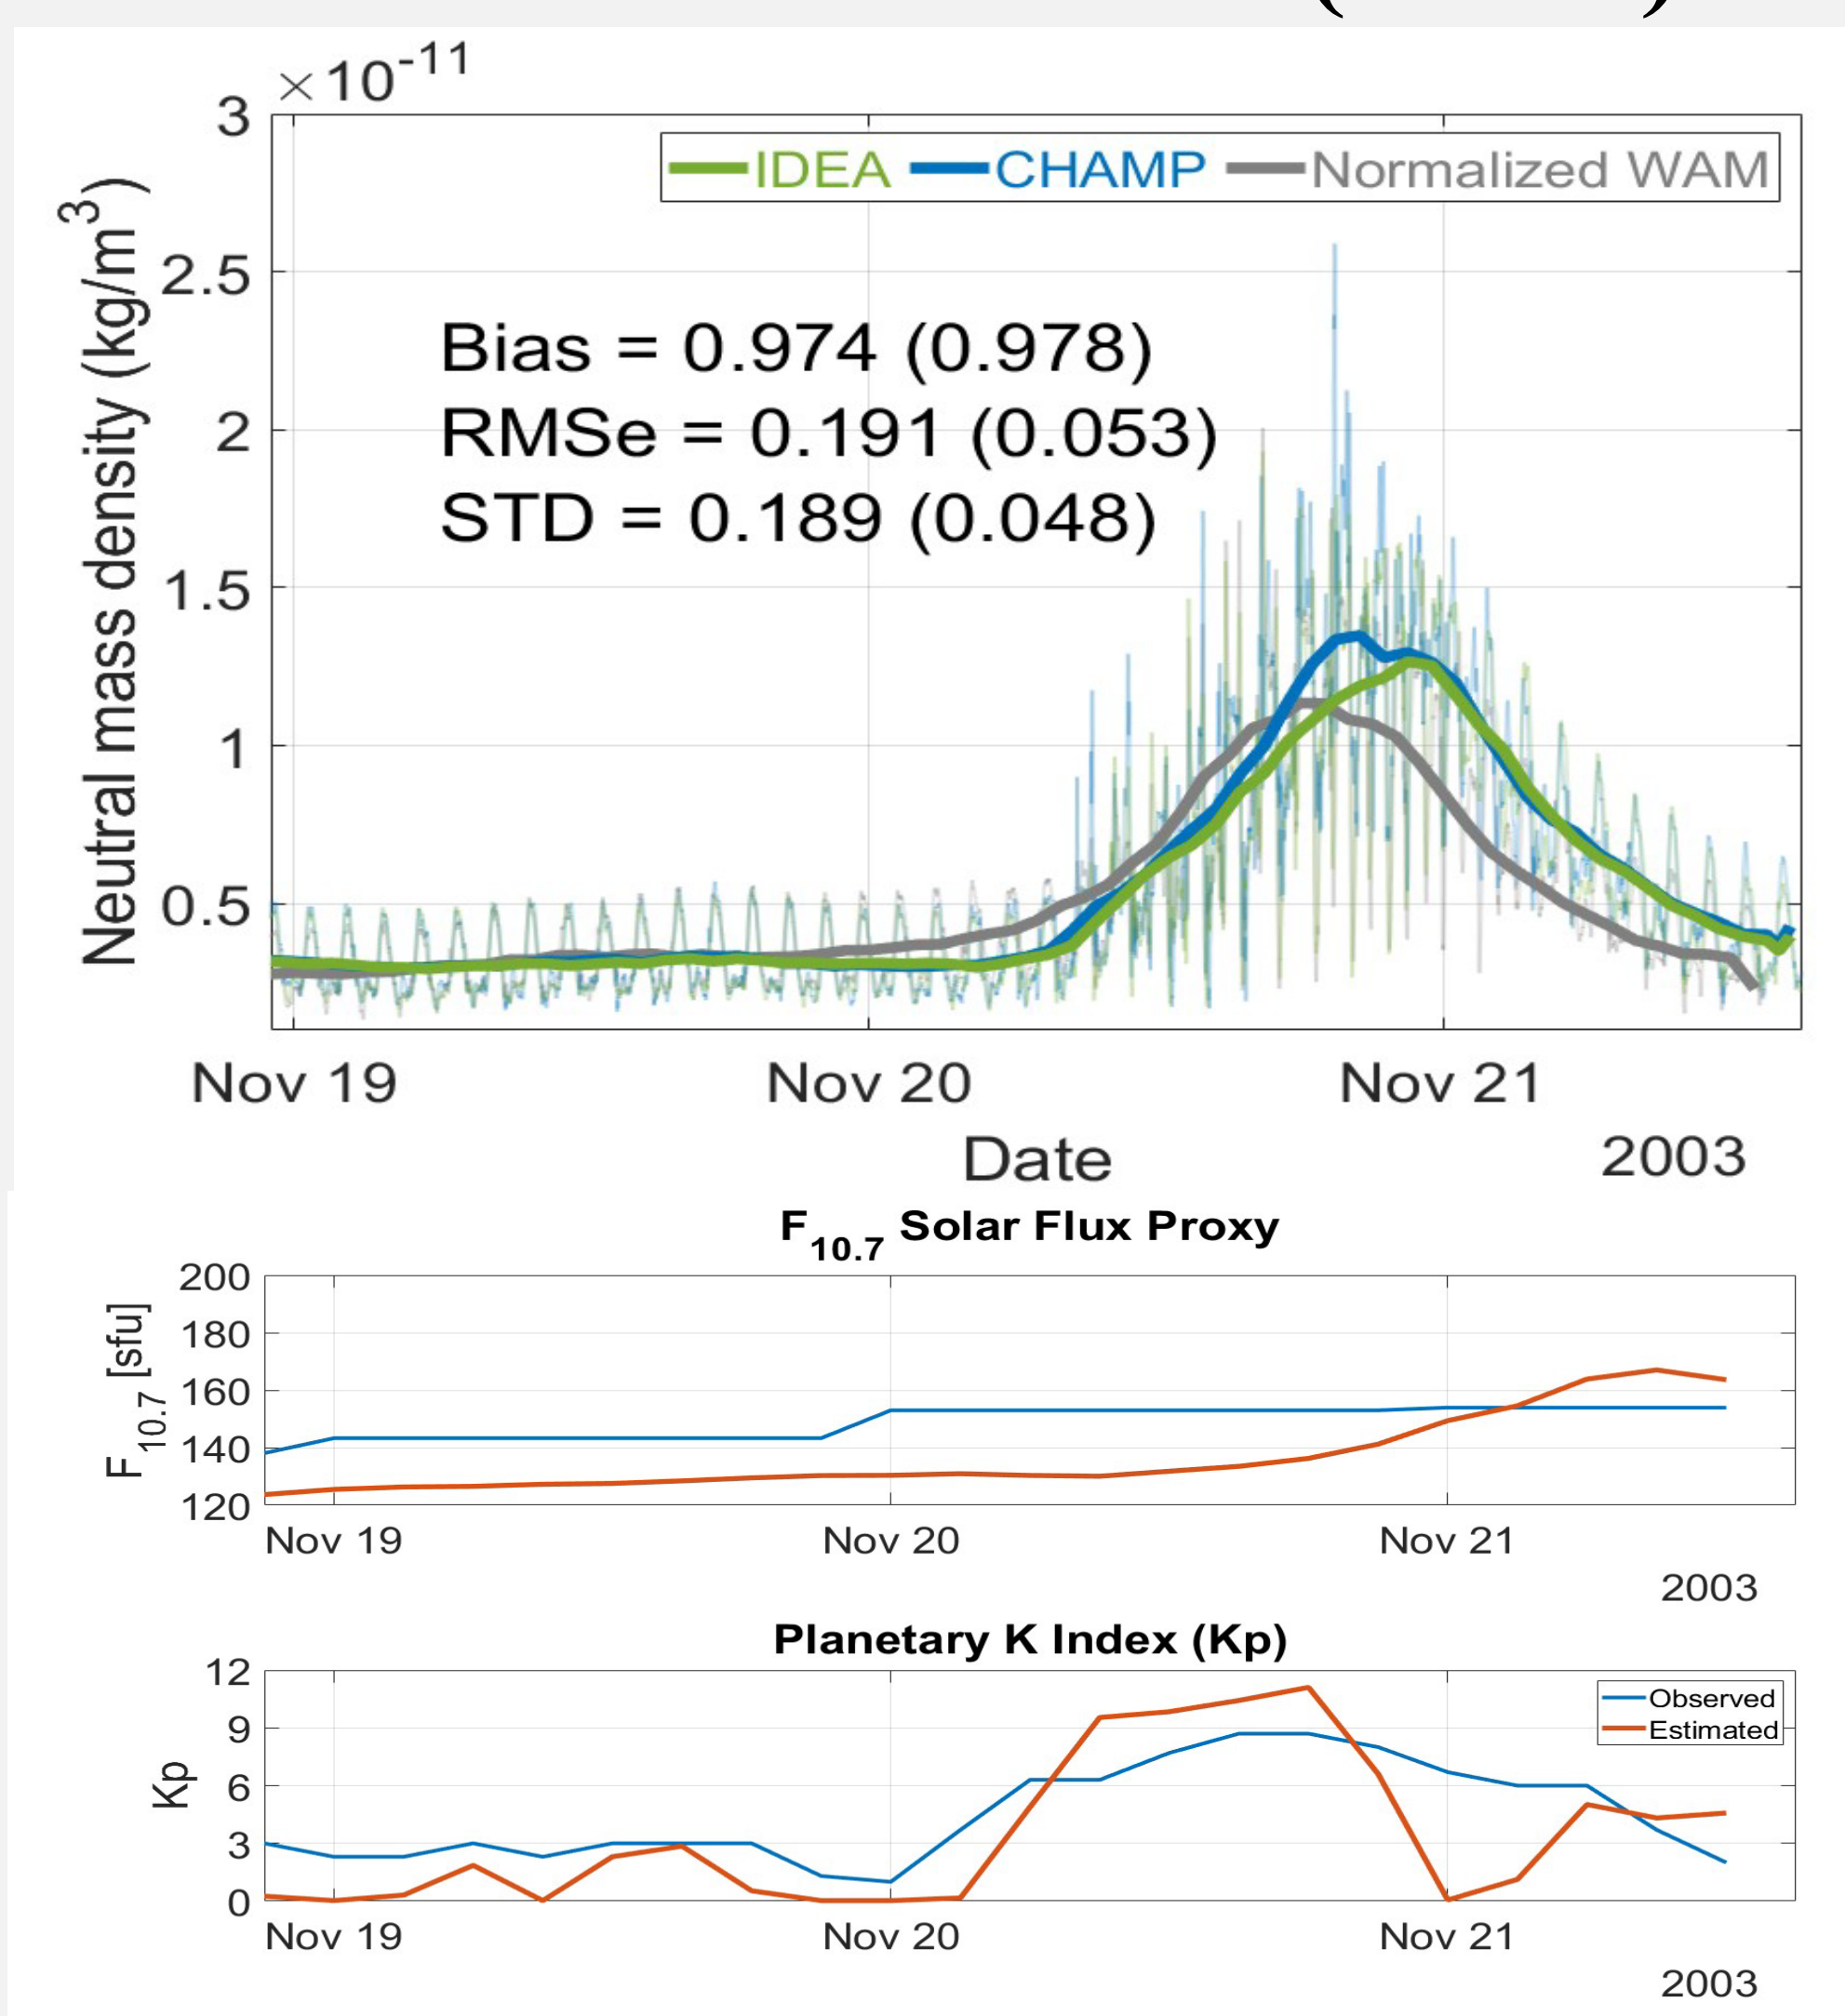 ×10-11
3
2.5
2
1.5
1
0.5
Neutral mass density (kg/m3)
IDEA CHAMP Normalized WAM
Bias = 0.974 (0.978)
RMSe = 0.191 (0.053)
STD = 0.189 (0.048)
Nov 19 Nov 20 Nov 21
Date 2003
F10.7 Solar Flux Proxy
F10.7 [sfu]
200
180
160
140
120
Nov 19 Nov 20 Nov 21
2003
Planetary K Index (Kp)
Kp
12
9
6
3
0
Observed
Estimated
Nov 19 Nov 20 Nov 21
2003